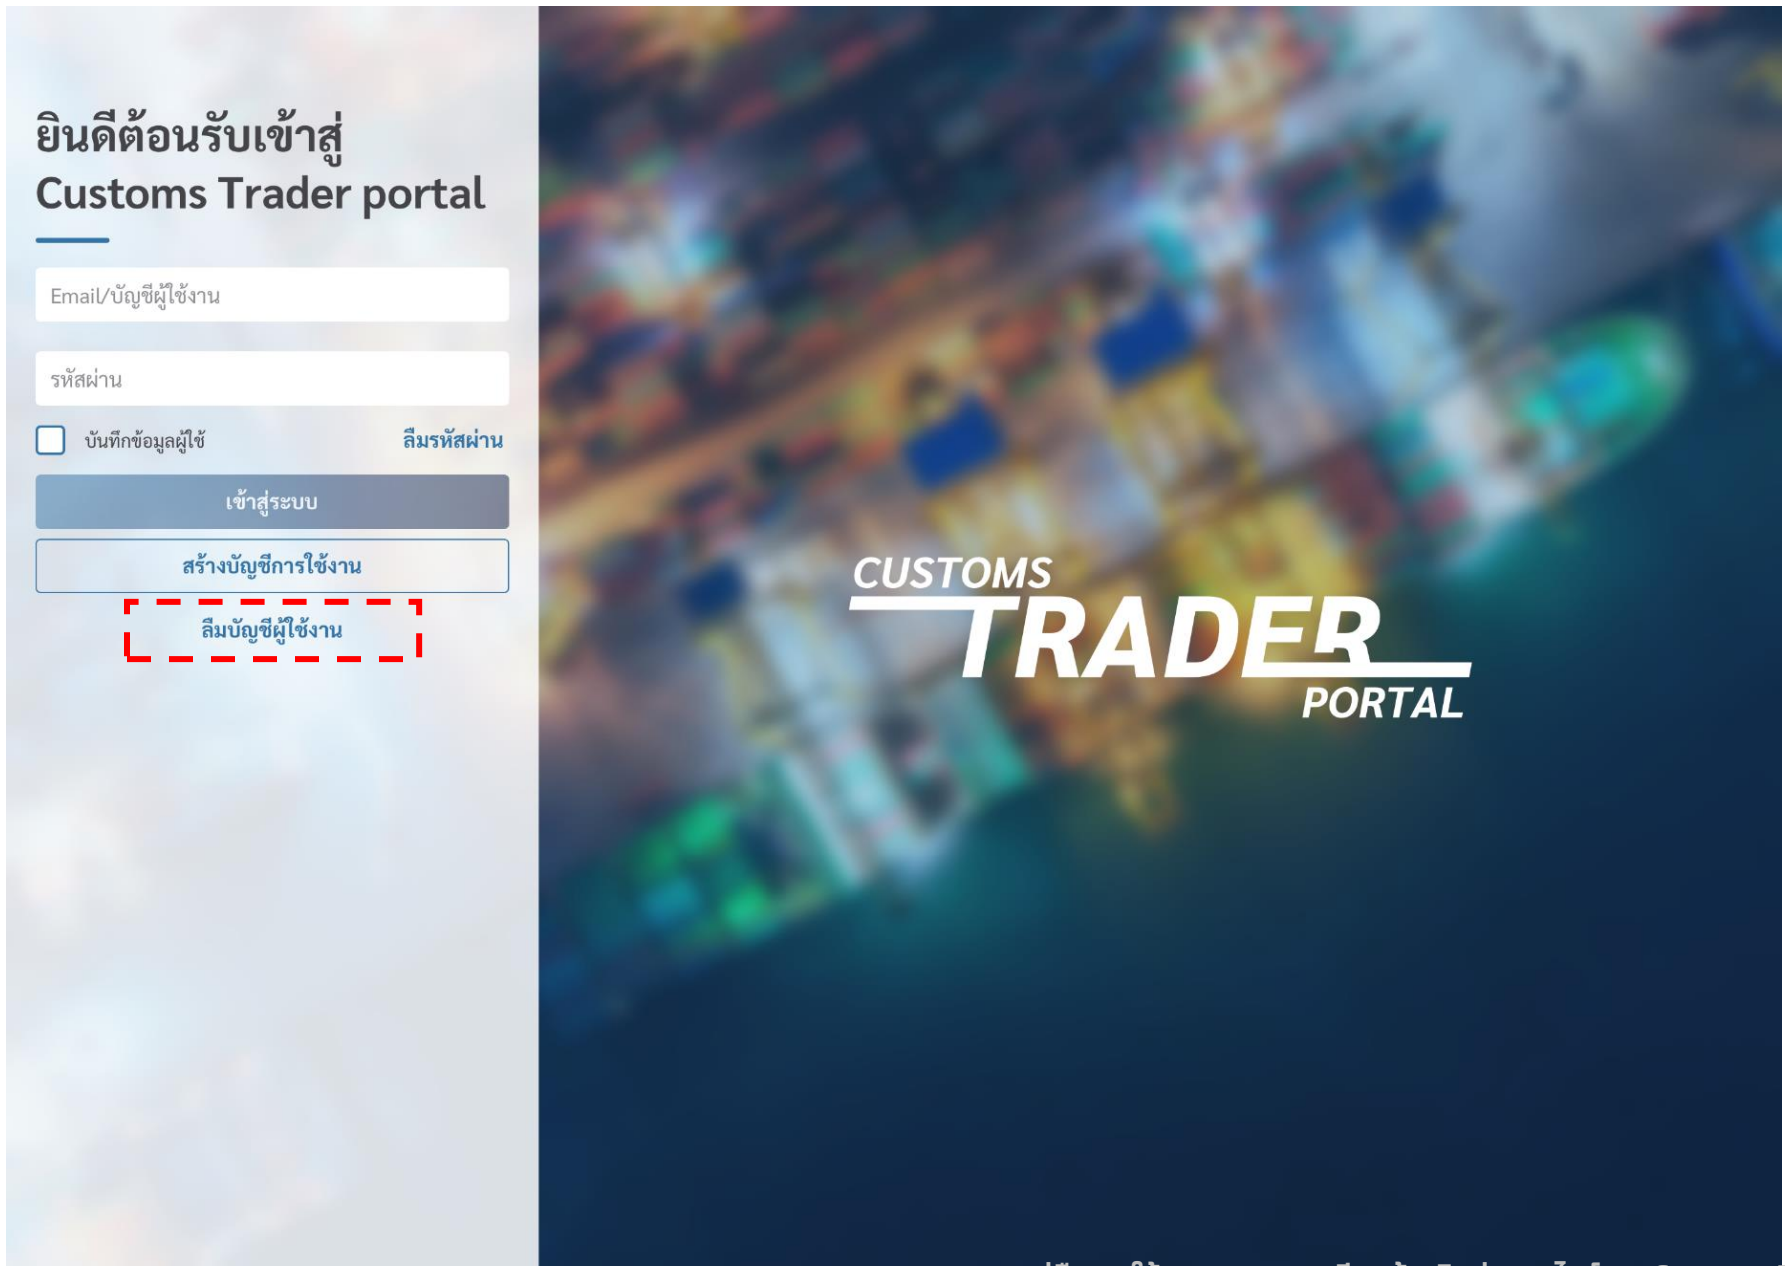 ยินดีต้อนรับเข้าสู่
Customs Trader portal
Email/บัญชีผู้ใช้งาน
รหัสผ่าน
บันทึกข้อมูลผู้ใช้ ลืมรหัสผ่าน
เข้าสู่ระบบ
สร้างบัญชีการใช้งาน
ลืมบัญชีผู้ใช้งาน
CUSTOMS
TRADER
PORTAL